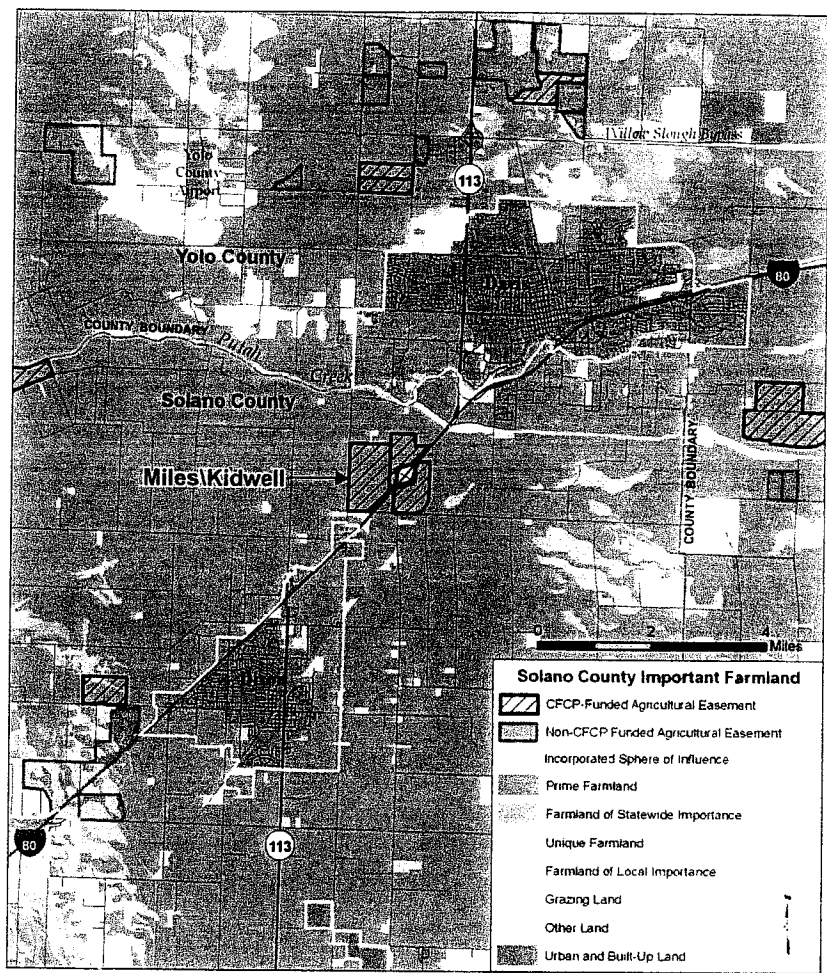 Willow Slough Bypass
Yolo
County
Airport
113
Yolo County
Davis
80
COUNTY BOUNDARY
Putah
Creek
Solano County
Miles\Kidwell
COUNTY BOUNDARY
0 2 4
Miles
Solano County Important Farmland
CFCP-Funded Agricultural Easement
Non-CFCP Funded Agricultural Easement
Incorporated Sphere of Influence
Prime Farmland
Farmland of Statewide Importance
Unique Farmland
Farmland of Local Importance
Grazing Land
Other Land
Urban and Built-Up Land
80
113